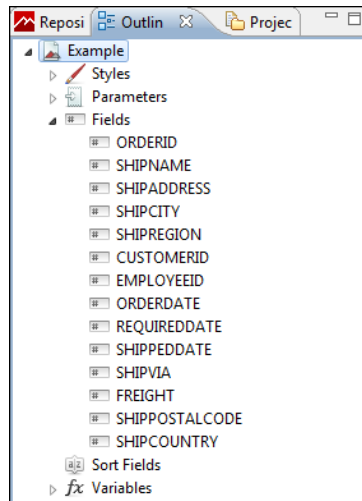 Reposi Outlin Projec
Example
Styles
Parameters
Fields
ORDERID
SHIPNAME
SHIPADDRESS
SHIPCITY
SHIPREGION
CUSTOMERID
EMPLOYEEID
ORDERDATE
REQUIREDDATE
SHIPPEDDATE
SHIPVIA
FREIGHT
SHIPPOSTALCODE
SHIPCOUNTRY
Sort Fields
fx Variables